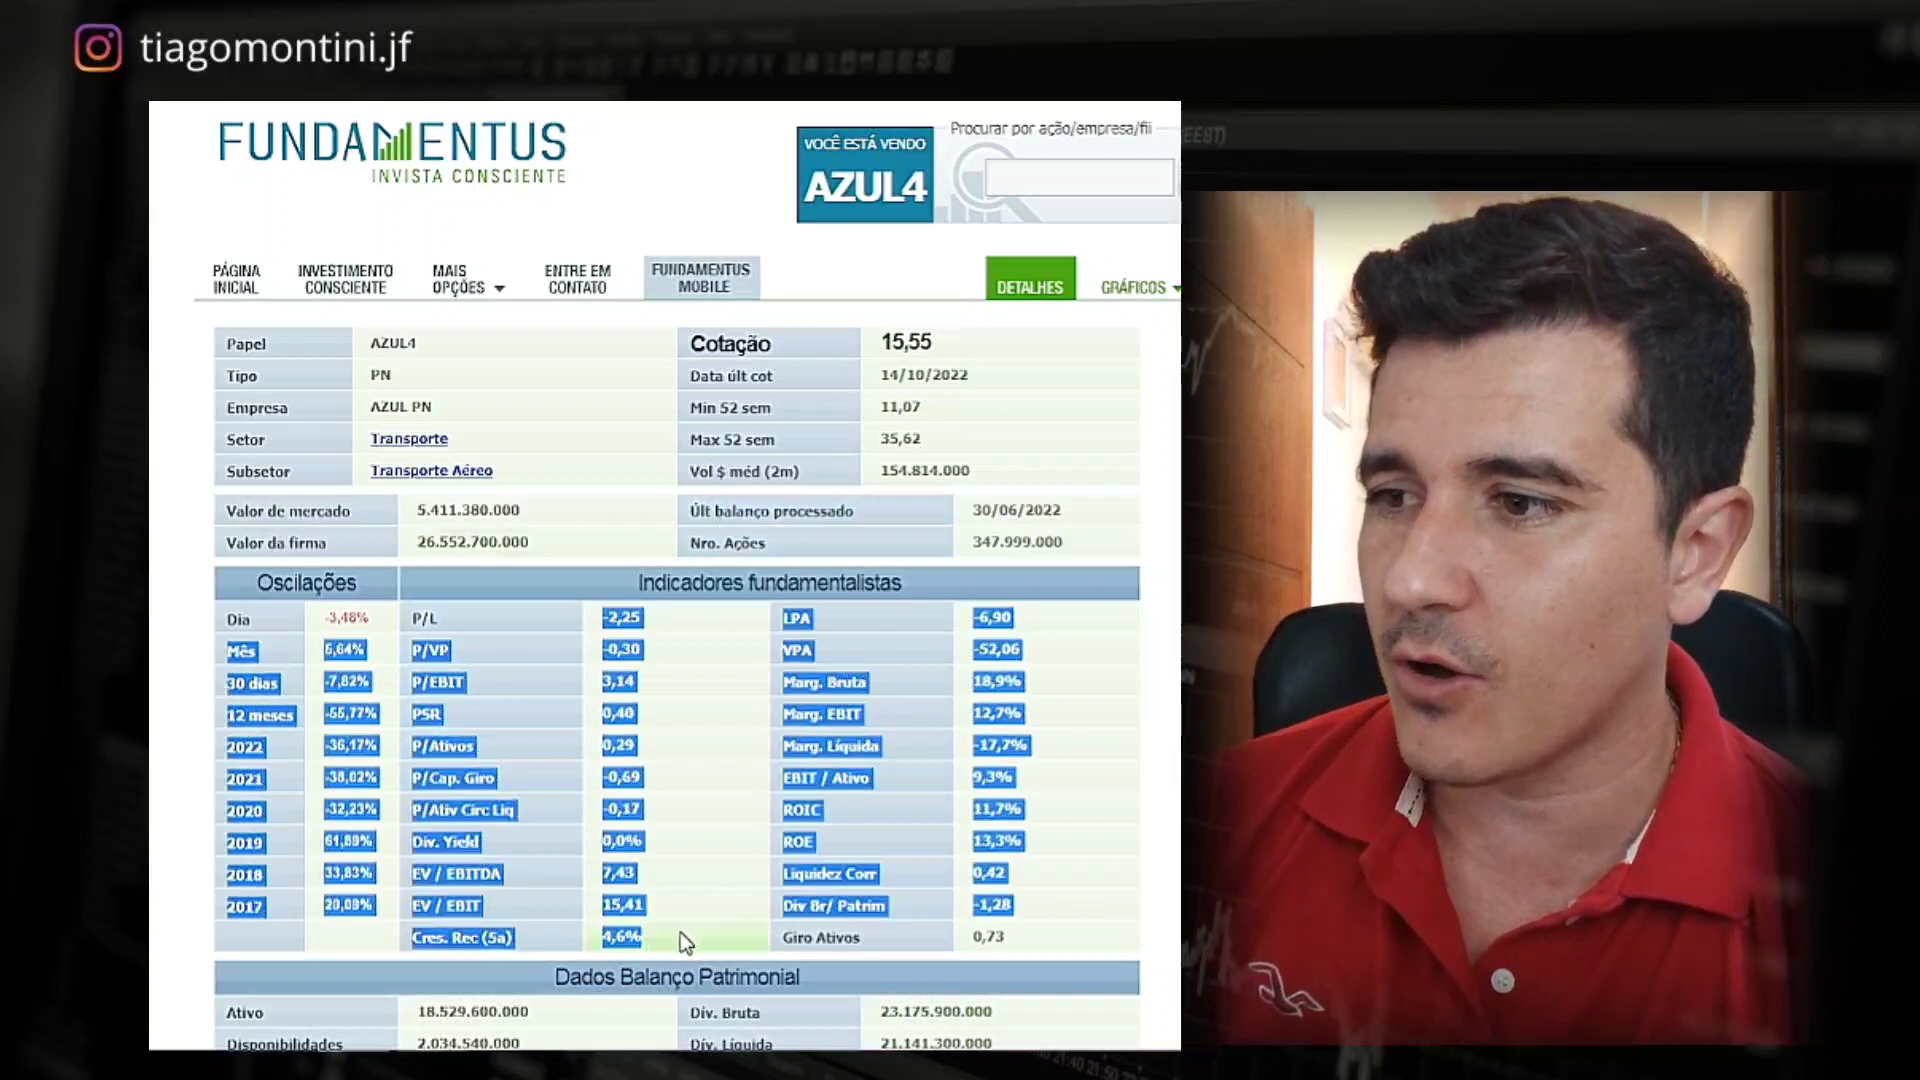 tiagomontini.jf
FUNDAMENTUS
INVISTA CONSCIENTE
VOCÊ ESTÁ VENDO
AZUL4
Procurar por ação/empresa/fii
PÁGINA INICIAL
INVESTIMENTO CONSCIENTE
MAIS OPÇÕES
ENTRE EM CONTATO
FUNDAMENTUS MOBILE
DETALHES
GRÁFICOS
Papel AZUL4 Cotação 15,55
Tipo PN Data últ cot 14/10/2022
Empresa AZUL PN Min 52 sem 11,07
Setor Transporte Max 52 sem 35,62
Subsetor Transporte Aéreo Vol $ méd (2m) 154.814.000
Valor de mercado 5.411.380.000 Últ balanço processado 30/06/2022
Valor da firma 26.552.700.000 Nro. Ações 347.999.000
Oscilações Indicadores fundamentalistas
Dia -3,48% P/L -2,25 LPA -6,90
Mês 6,64% P/VP -0,30 VPA -52,06
30 dias -7,82% P/EBIT 3,14 Marg. Bruta 18,9%
12 meses -55,77% PSR 0,40 Marg. EBIT 12,7%
2022 -36,17% P/Ativos 0,29 Marg. Líquida -17,7%
2021 -38,02% P/Cap. Giro -0,69 EBIT / Ativo 9,3%
2020 -32,23% P/Ativ Circ Liq -0,17 ROIC 11,7%
2019 61,89% Div. Yield 0,0% ROE 13,3%
2018 33,83% EV / EBITDA 7,43 Liquidez Corr 0,42
2017 20,09% EV / EBIT 15,41 Div Br/ Patrim -1,28
Cres. Rec (5a) 4,6% Giro Ativos 0,73
Dados Balanço Patrimonial
Ativo 18.529.600.000 Dív. Bruta 23.175.900.000
Disponibilidades 2.034.540.000 Dív. Líquida 21.141.300.000